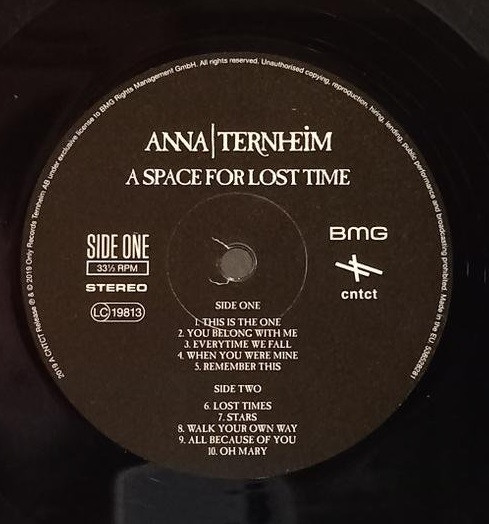 2019 A CNTCT Release ℗ & © 2019 Only Records Ternheim AB under exclusive license to BMG Rights Management GmbH. All rights reserved. Unauthorised copying, reproduction, hiring, lending, public performance and broadcasting prohibited. Made in the EU.
ANNA|TERNHEİM
A SPACE FOR LOST TIME
SIDE ONE
33⅓ RPM
STEREO
LC 19813
BMG
cntct
SIDE ONE
1. THIS IS THE ONE
2. YOU BELONG WITH ME
3. EVERYTIME WE FALL
4. WHEN YOU WERE MINE
5. REMEMBER THIS
SIDE TWO
6. LOST TIMES
7. STARS
8. WALK YOUR OWN WAY
9. ALL BECAUSE OF YOU
10. OH MARY